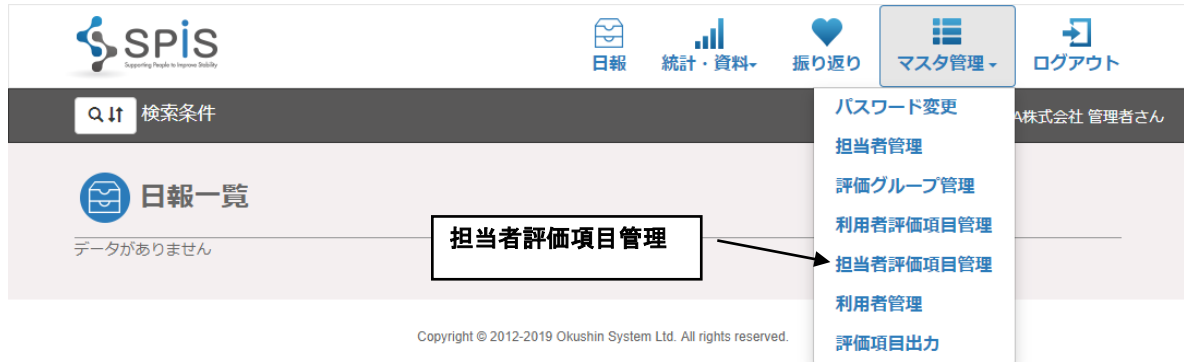 SPiS
Supporting People to Improve Stability
日報
統計・資料
振り返り
マスタ管理
ログアウト
検索条件
A株式会社 管理者さん
パスワード変更
担当者管理
評価グループ管理
利用者評価項目管理
担当者評価項目管理
利用者管理
評価項目出力
日報一覧
データがありません
担当者評価項目管理
Copyright © 2012-2019 Okushin System Ltd. All rights reserved.